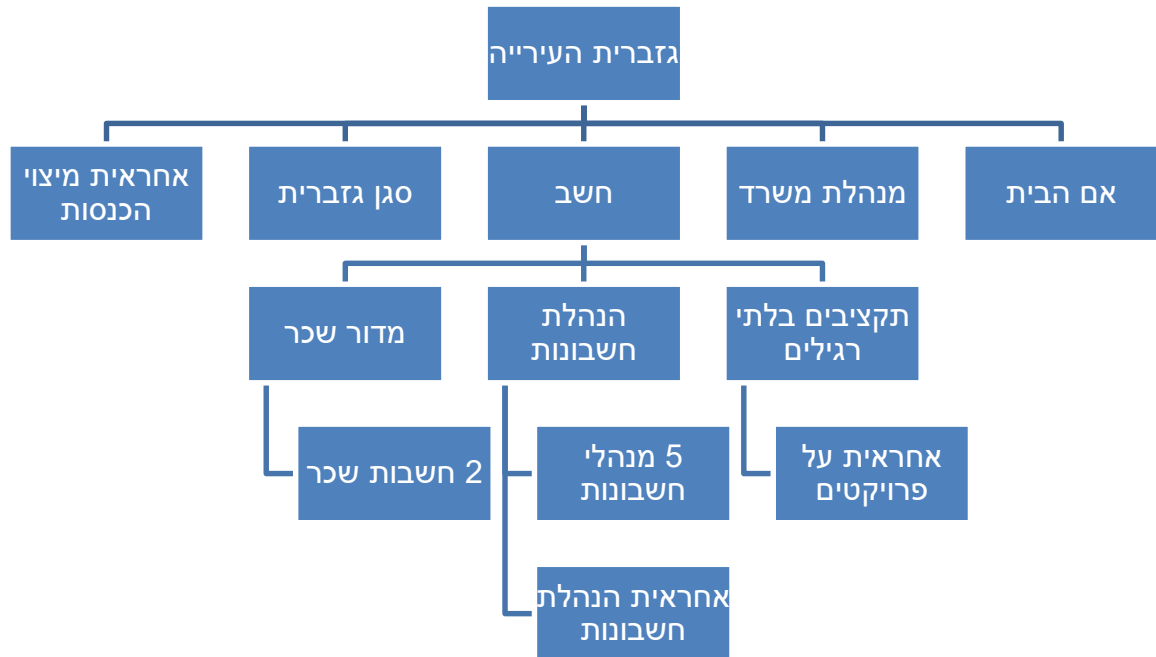 גזברית העירייה
אם הבית
מנהלת משרד
חשב
סגן גזברית
אחראית מיצוי
הכנסות
תקציבים בלתי
רגילים
הנהלת
חשבונות
מדור שכר
אחראית על
פרויקטים
5 מנהלי
חשבונות
2 חשבות שכר
אחראית הנהלת
חשבונות